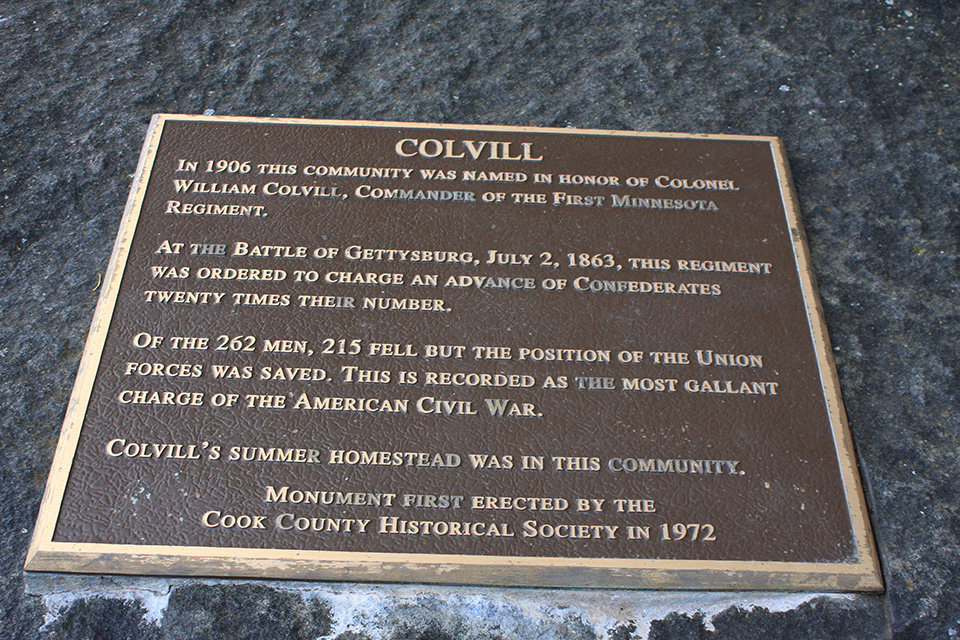 COLVILL
IN 1906 THIS COMMUNITY WAS NAMED IN HONOR OF COLONEL
WILLIAM COLVILL, COMMANDER OF THE FIRST MINNESOTA
REGIMENT.
AT THE BATTLE OF GETTYSBURG, JULY 2, 1863, THIS REGIMENT
WAS ORDERED TO CHARGE AN ADVANCE OF CONFEDERATES
TWENTY TIMES THEIR NUMBER.
OF THE 262 MEN, 215 FELL BUT THE POSITION OF THE UNION
FORCES WAS SAVED. THIS IS RECORDED AS THE MOST GALLANT
CHARGE OF THE AMERICAN CIVIL WAR.
COLVILL'S SUMMER HOMESTEAD WAS IN THIS COMMUNITY.
MONUMENT FIRST ERECTED BY THE
COOK COUNTY HISTORICAL SOCIETY IN 1972